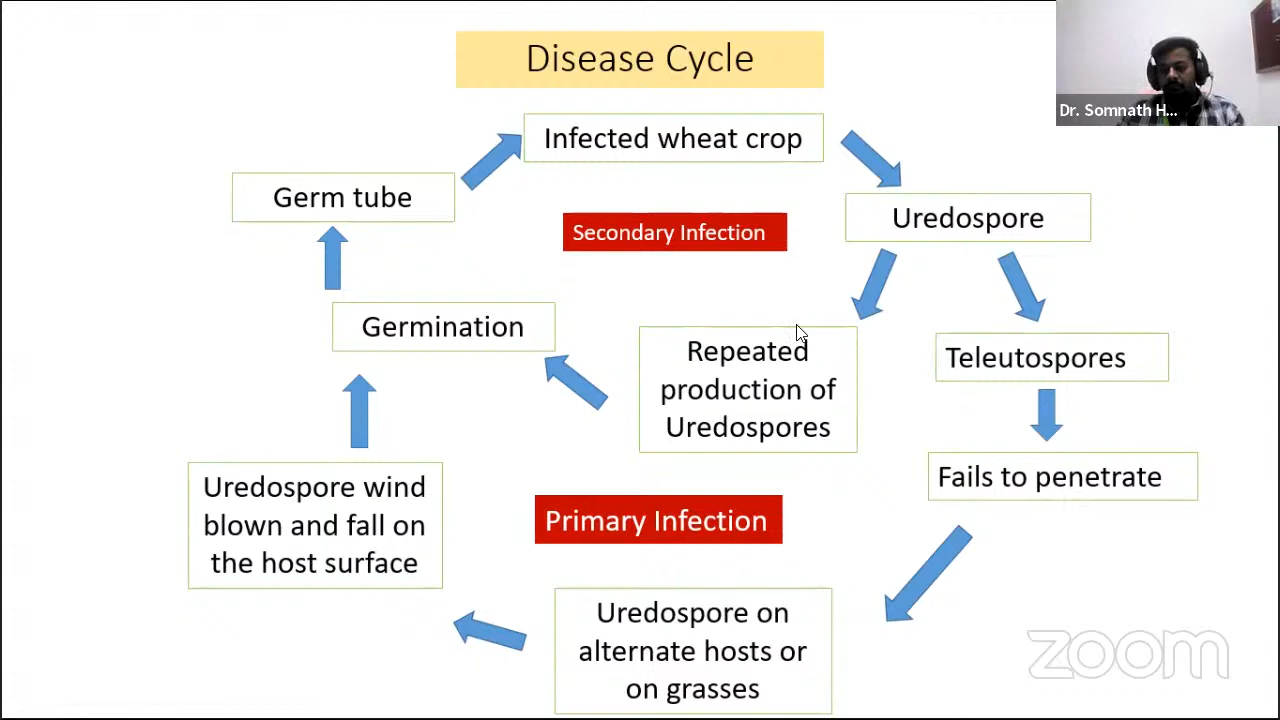 Disease Cycle
Dr. Somnath H...
Infected wheat crop
Germ tube
Uredospore
Secondary Infection
Germination
Repeated
production of
Uredospores
Teleutospores
Fails to penetrate
Uredospore wind
blown and fall on
the host surface
Primary Infection
Uredospore on
alternate hosts or
on grasses
zoom